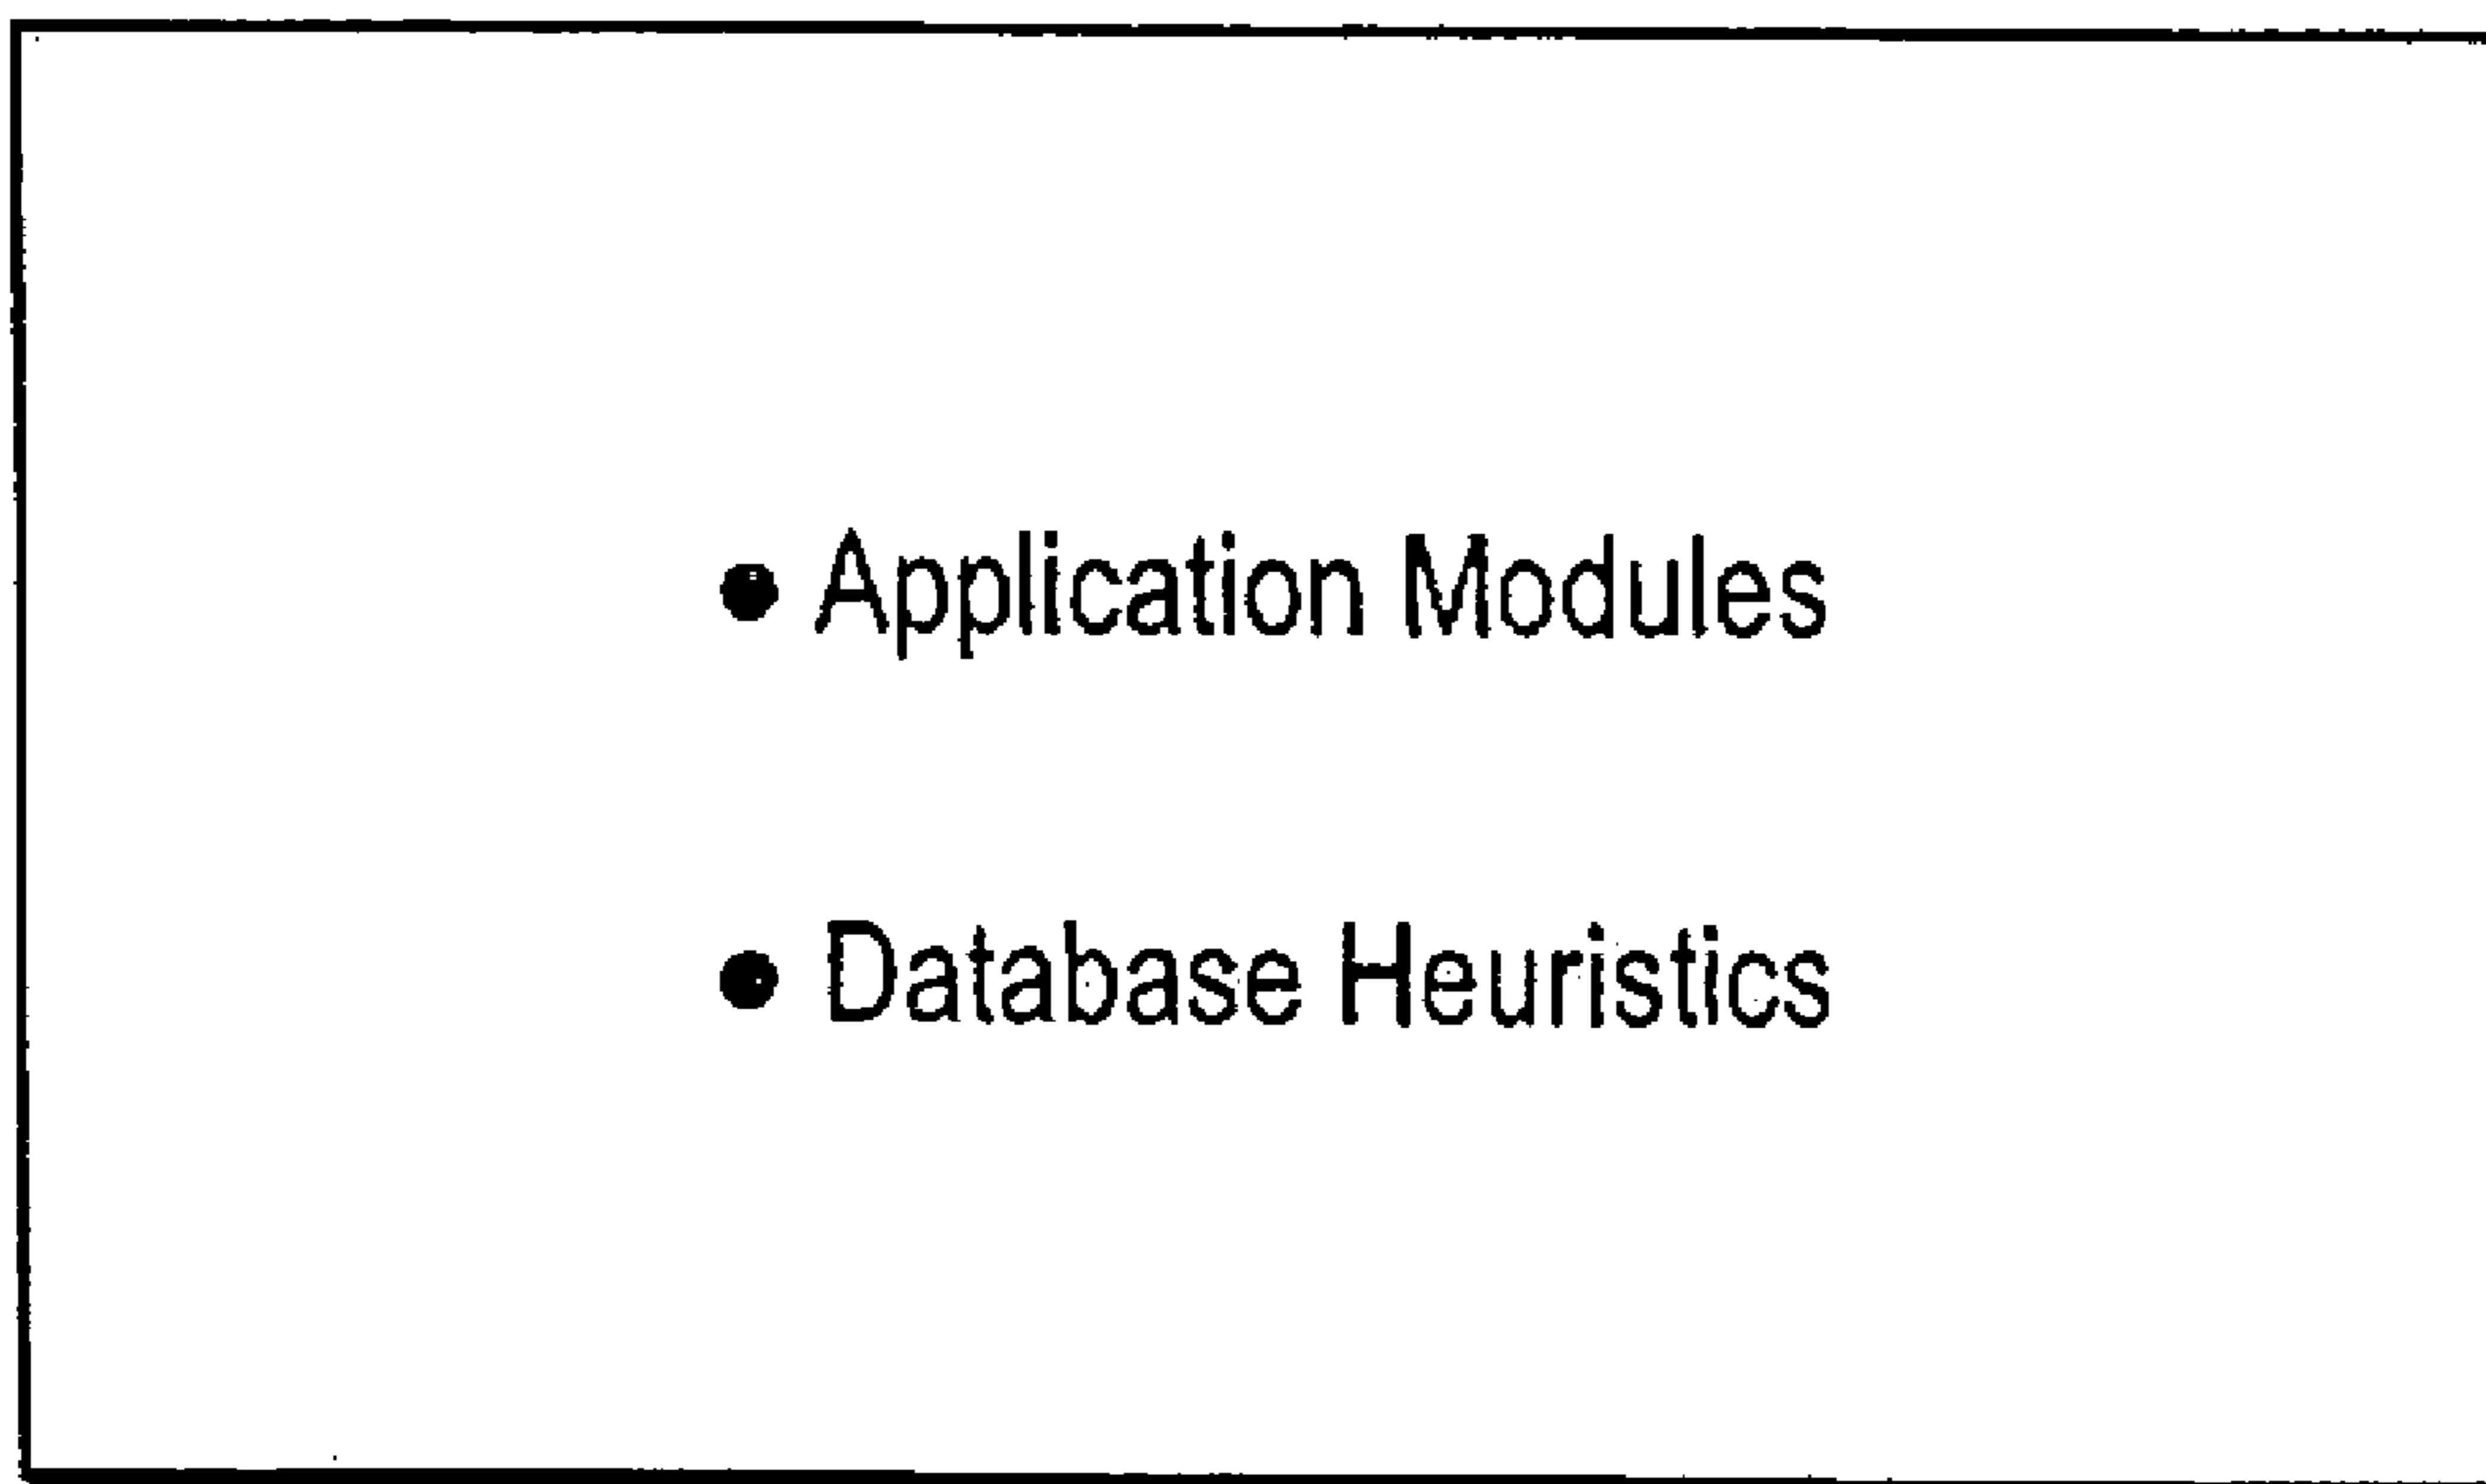 • Application Modules
• Database Heuristics